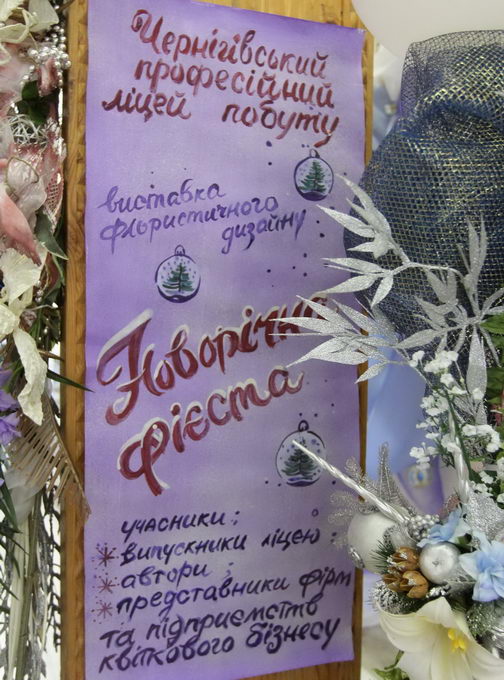 Чернігівський
професійний
ліцей побуту
виставка
флористичного
дизайну
Новорічна
фієста
учасники:
* випускники ліцею;
* автори;
* представники фірм
та підприємств
квіткового бізнесу